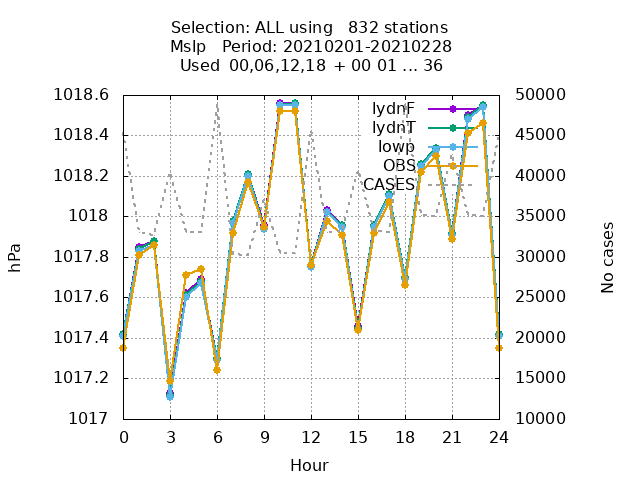 Selection: ALL using   832 stations
Mslp   Period: 20210201-20210228
Used  00,06,12,18 + 00 01 ... 36
1018.6
1018.4
1018.2
1018
1017.8
1017.6
1017.4
1017.2
1017
50000
45000
40000
35000
30000
25000
20000
15000
10000
lydnF
lydnT
lowp
OBS
CASES
hPa
No cases
0 3 6 9 12 15 18 21 24
Hour